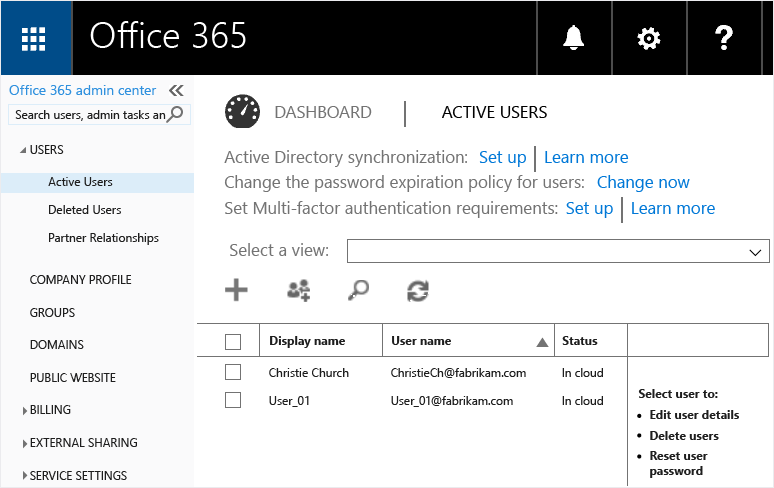 Office 365
?
Office 365 admin center
Search users, admin tasks an
USERS
Active Users
Deleted Users
Partner Relationships
COMPANY PROFILE
GROUPS
DOMAINS
PUBLIC WEBSITE
BILLING
EXTERNAL SHARING
SERVICE SETTINGS
DASHBOARD | ACTIVE USERS
Active Directory synchronization: Set up | Learn more
Change the password expiration policy for users: Change now
Set Multi-factor authentication requirements: Set up | Learn more
Select a view:
Display name User name Status
Christie Church ChristieCh@fabrikam.com In cloud
User_01 User_01@fabrikam.com In cloud
Select user to:
• Edit user details
• Delete users
• Reset user
password